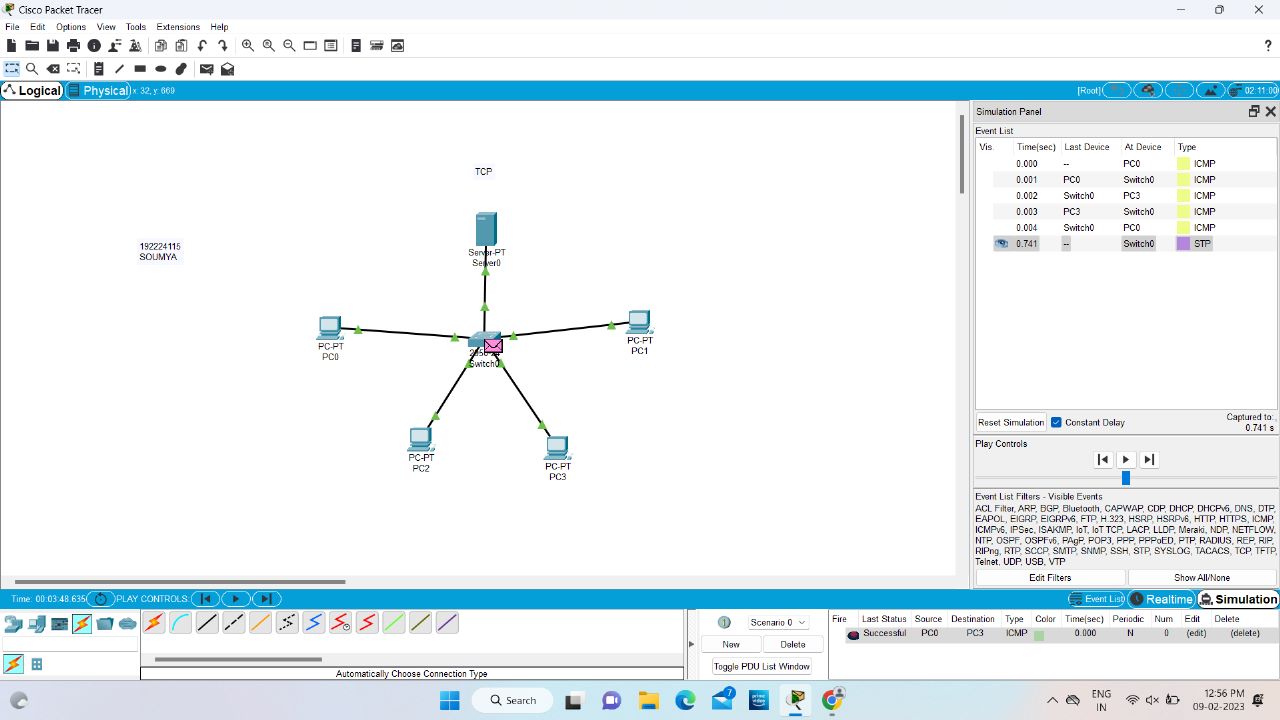 Cisco Packet Tracer
File Edit Options View Tools Extensions Help
?
Logical Physical x: 32, y: 669 [Root] 02:11:00
TCP
192224115
SOUMYA
Server-PT
Server0
PC-PT
PC0
PC-PT
PC1
Switch0
PC-PT
PC2
PC-PT
PC3
Simulation Panel
Event List
Vis. Time(sec) Last Device At Device Type
0.000 -- PC0 ICMP
0.001 PC0 Switch0 ICMP
0.002 Switch0 PC3 ICMP
0.003 PC3 Switch0 ICMP
0.004 Switch0 PC0 ICMP
0.741 -- Switch0 STP
Reset Simulation Constant Delay Captured to:
0.741 s
Play Controls
Event List Filters - Visible Events
ACL Filter, ARP, BGP, Bluetooth, CAPWAP, CDP, DHCP, DHCPv6, DNS, DTP,
EAPOL, EIGRP, EIGRPv6, FTP, H.323, HSRP, HSRPv6, HTTP, HTTPS, ICMP,
ICMPv6, IPSec, ISAKMP, IoT, IoT TCP, LACP, LLDP, Meraki, NDP, NETFLOW,
NTP, OSPF, OSPFv6, PAgP, POP3, PPP, PPPoED, PTP, RADIUS, REP, RIP,
RIPng, RTP, SCCP, SMTP, SNMP, SSH, STP, SYSLOG, TACACS, TCP, TFTP,
Telnet, UDP, USB, VTP
Edit Filters Show All/None
Time: 00:03:48.635 PLAY CONTROLS: Event List Realtime Simulation
Automatically Choose Connection Type
Scenario 0
New Delete
Toggle PDU List Window
Fire Last Status Source Destination Type Color Time(sec) Periodic Num Edit Delete
Successful PC0 PC3 ICMP 0.000 N 0 (edit) (delete)
Search
7
prime video
ENG
IN
12:56 PM
09-02-2023